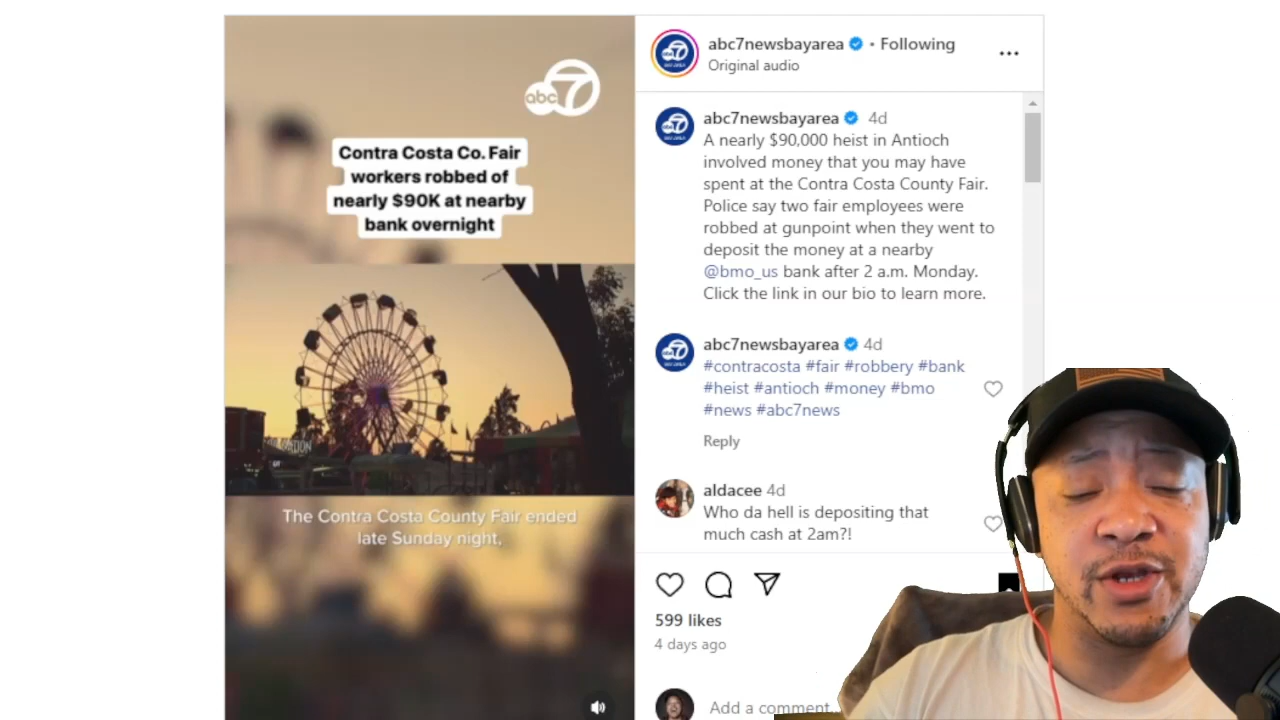 abc 7
Contra Costa Co. Fair
workers robbed of
nearly $90K at nearby
bank overnight
The Contra Costa County Fair ended
late Sunday night,
abc7newsbayarea • Following
Original audio
abc7newsbayarea 4d
A nearly $90,000 heist in Antioch
involved money that you may have
spent at the Contra Costa County Fair.
Police say two fair employees were
robbed at gunpoint when they went to
deposit the money at a nearby
@bmo_us bank after 2 a.m. Monday.
Click the link in our bio to learn more.
abc7newsbayarea 4d
#contracosta #fair #robbery #bank
#heist #antioch #money #bmo
#news #abc7news
Reply
aldacee 4d
Who da hell is depositing that
much cash at 2am?!
599 likes
4 days ago
Add a comment...